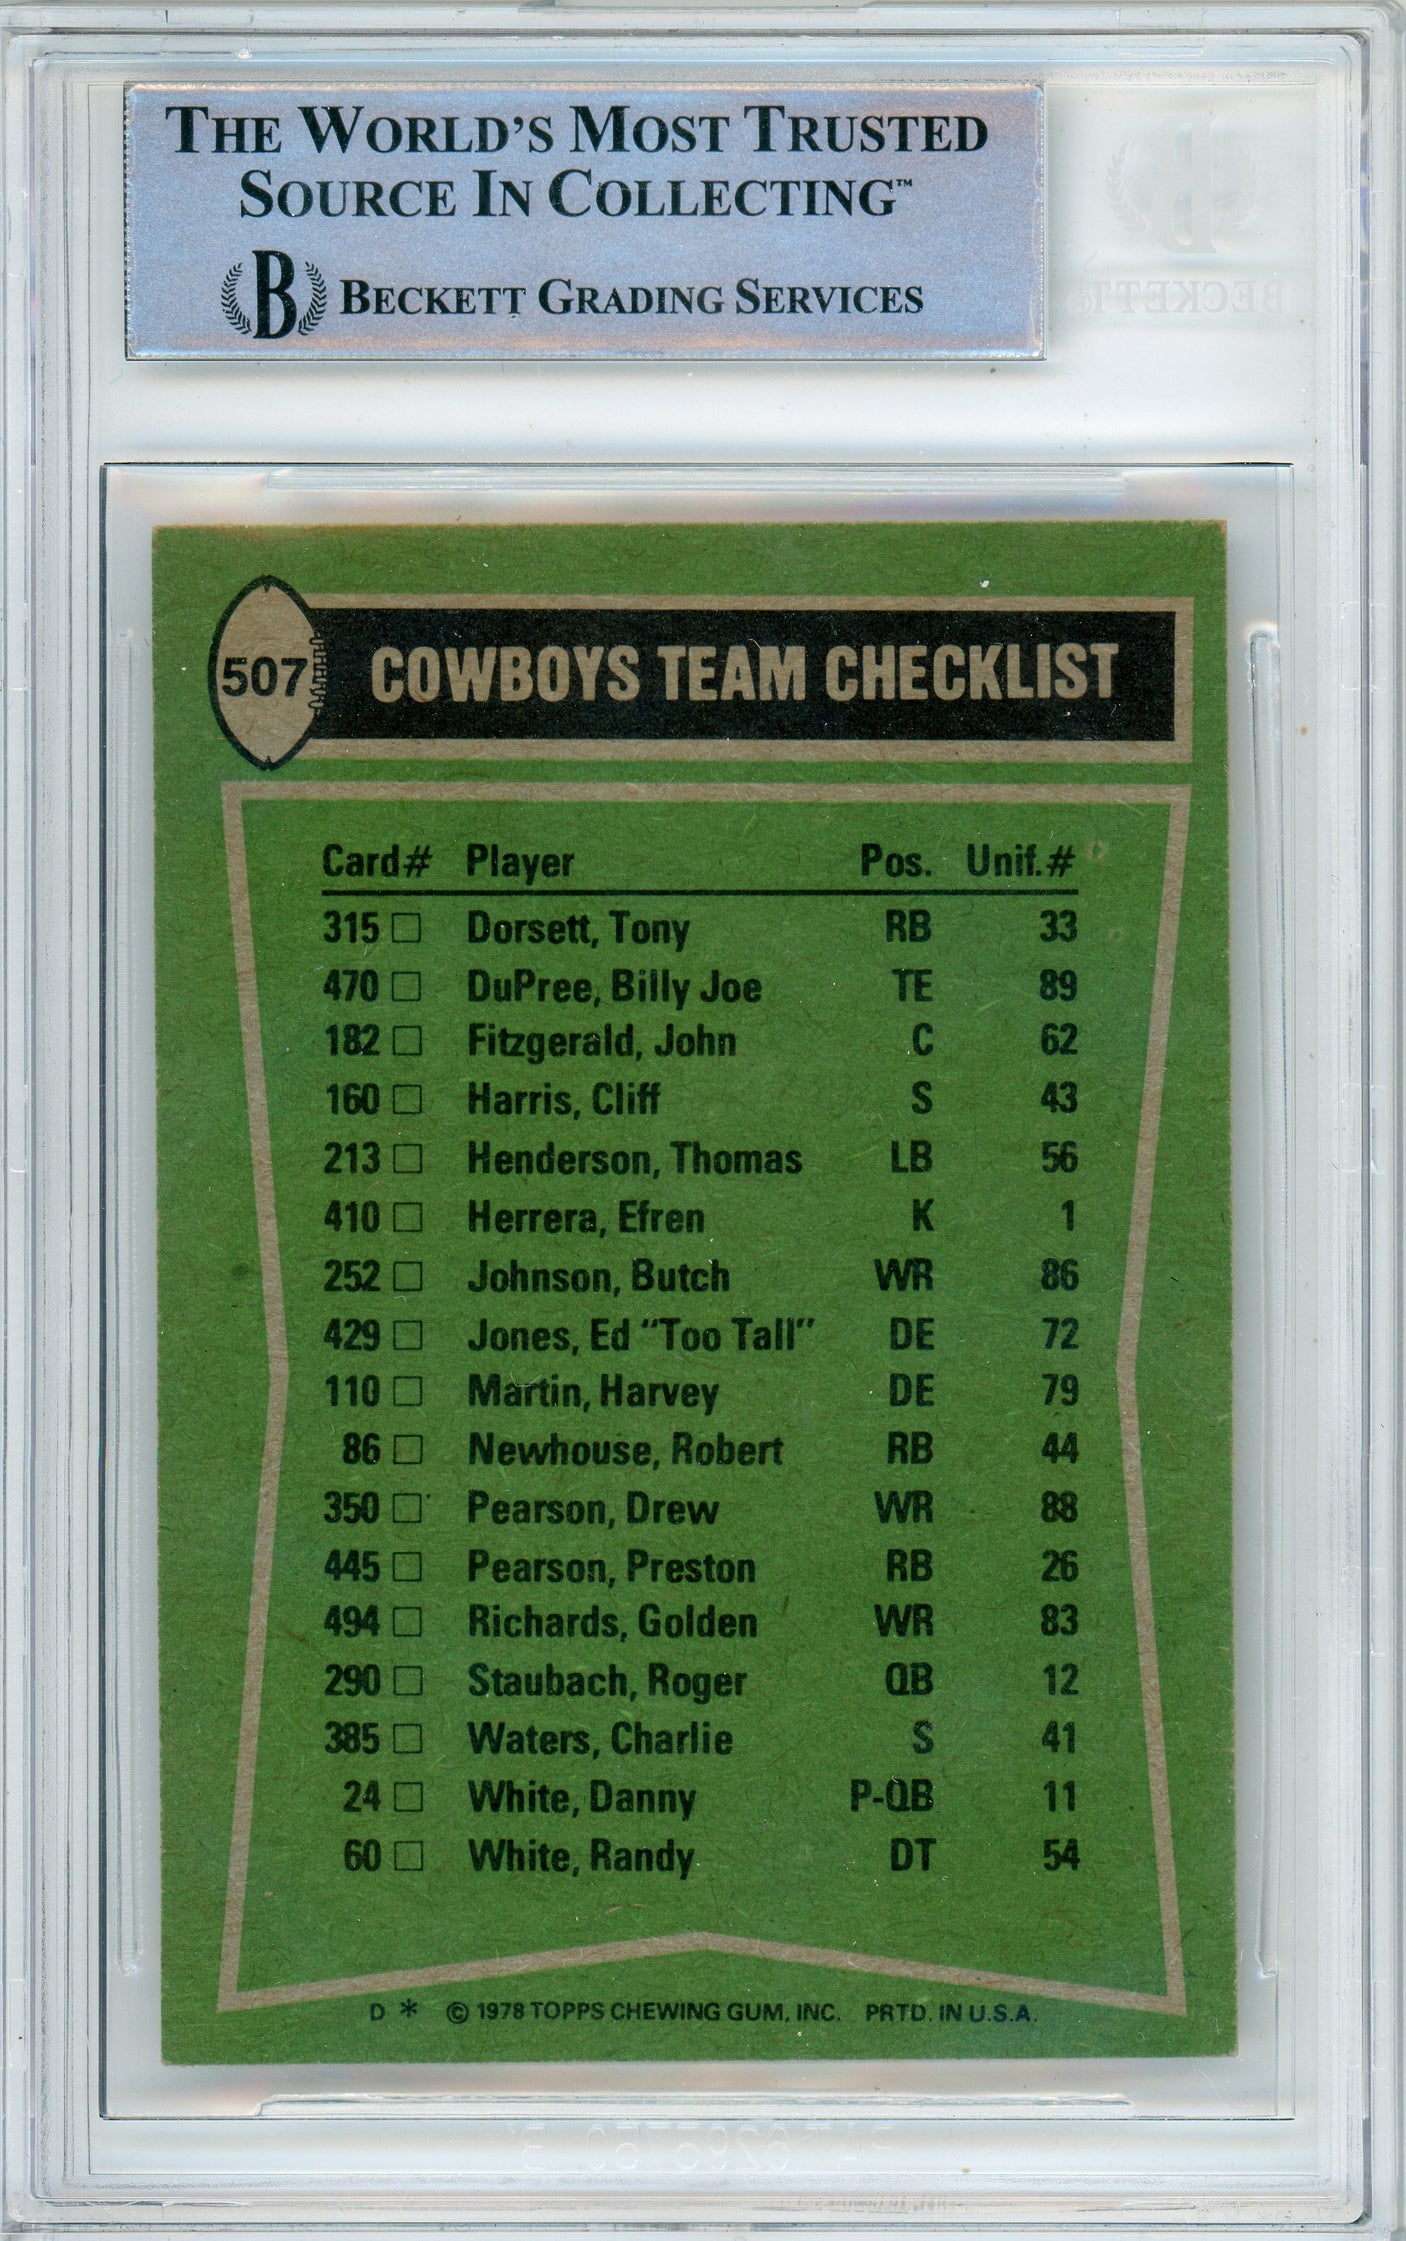 THE WORLD'S MOST TRUSTED
SOURCE IN COLLECTING™
B BECKETT GRADING SERVICES
BECKETT
507 COWBOYS TEAM CHECKLIST
Card# Player Pos. Unif.#
315 □ Dorsett, Tony RB 33
470 □ DuPree, Billy Joe TE 89
182 □ Fitzgerald, John C 62
160 □ Harris, Cliff S 43
213 □ Henderson, Thomas LB 56
410 □ Herrera, Efren K 1
252 □ Johnson, Butch WR 86
429 □ Jones, Ed "Too Tall" DE 72
110 □ Martin, Harvey DE 79
86 □ Newhouse, Robert RB 44
350 □ Pearson, Drew WR 88
445 □ Pearson, Preston RB 26
494 □ Richards, Golden WR 83
290 □ Staubach, Roger QB 12
385 □ Waters, Charlie S 41
24 □ White, Danny P-QB 11
60 □ White, Randy DT 54
D * © 1978 TOPPS CHEWING GUM, INC. PRTD. IN U.S.A.